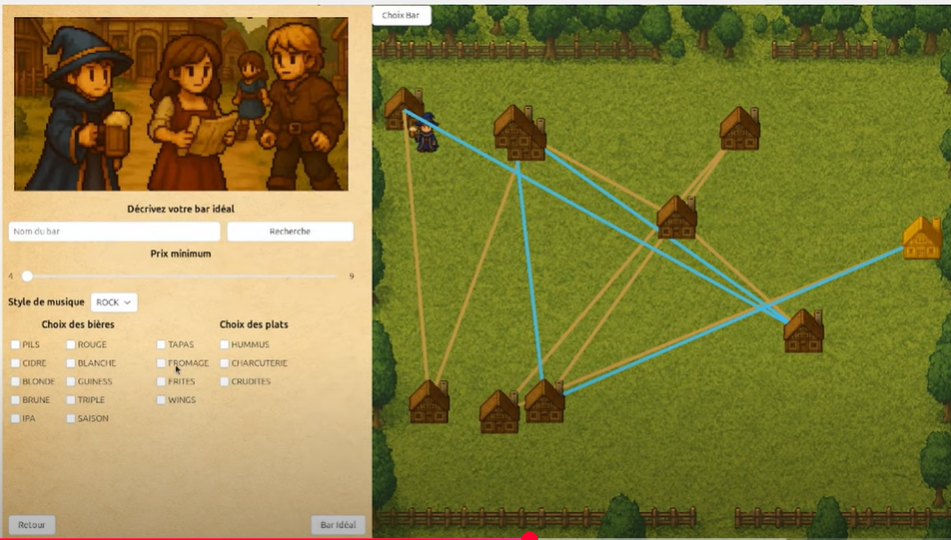 Choix Bar
Décrivez votre bar idéal
Nom du bar
Recherche
Prix minimum
4
9
Style de musique
ROCK
Choix des bières
Choix des plats
PILS
ROUGE
TAPAS
HUMMUS
CIDRE
BLANCHE
FROMAGE
CHARCUTERIE
BLONDE
GUINESS
FRITES
CRUDITES
BRUNE
TRIPLE
WINGS
IPA
SAISON
Retour
Bar Idéal